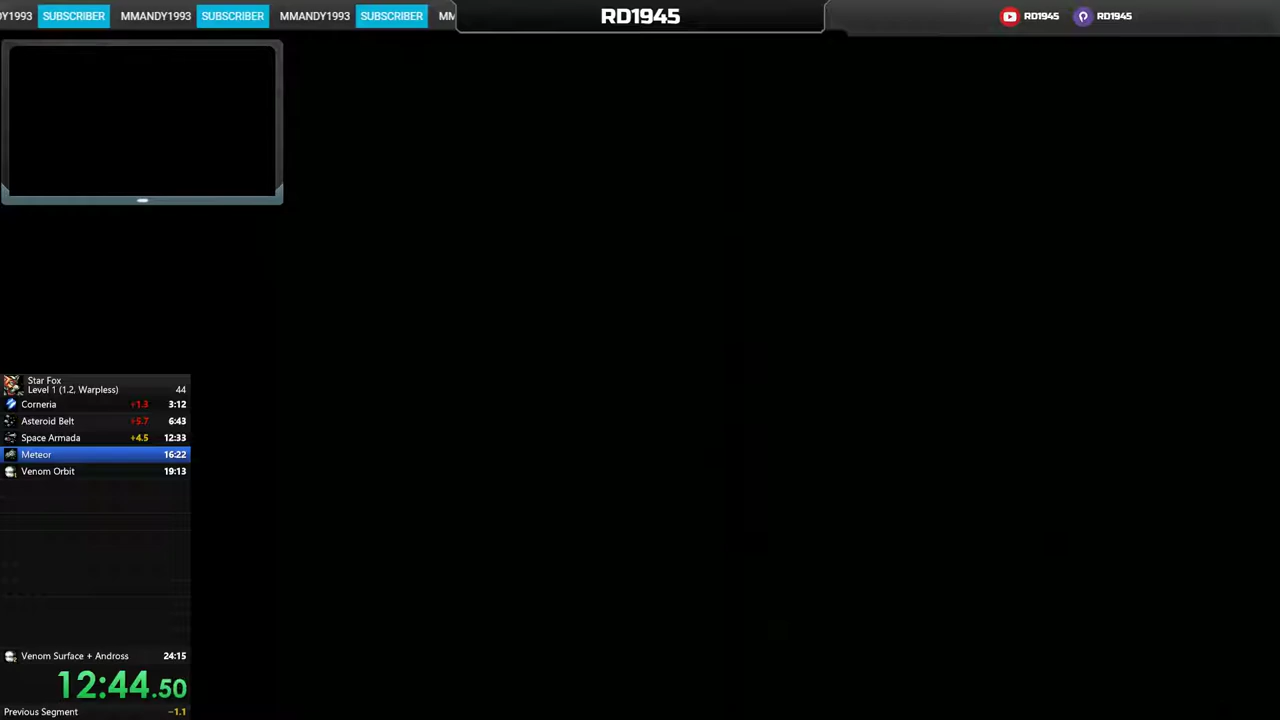 DY1993 SUBSCRIBER MMANDY1993 SUBSCRIBER MMANDY1993 SUBSCRIBER MM
RD1945
RD1945 RD1945
Star Fox
Level 1 (1.2, Warpless) 44
Corneria +1.3 3:12
Asteroid Belt +5.7 6:43
Space Armada +4.5 12:33
Meteor 16:22
Venom Orbit 19:13
Venom Surface + Andross 24:15
12:44.50
Previous Segment −1.1